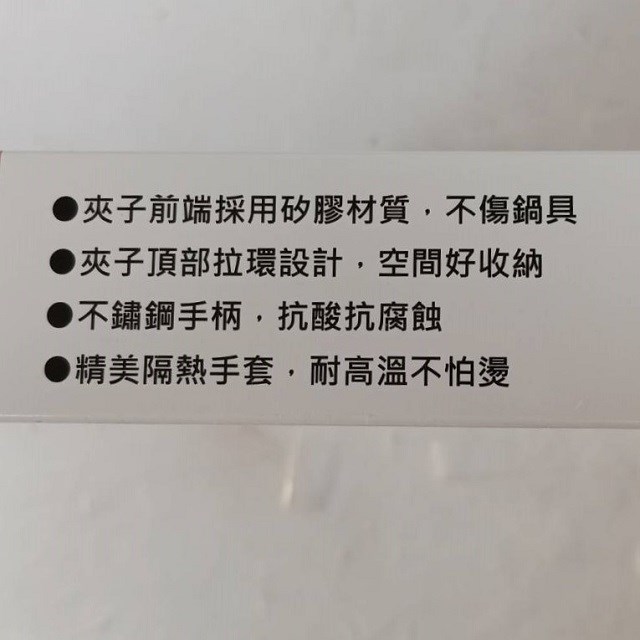 ●夾子前端採用矽膠材質，不傷鍋具
●夾子頂部拉環設計，空間好收納
●不鏽鋼手柄，抗酸抗腐蝕
●精美隔熱手套，耐高溫不怕燙